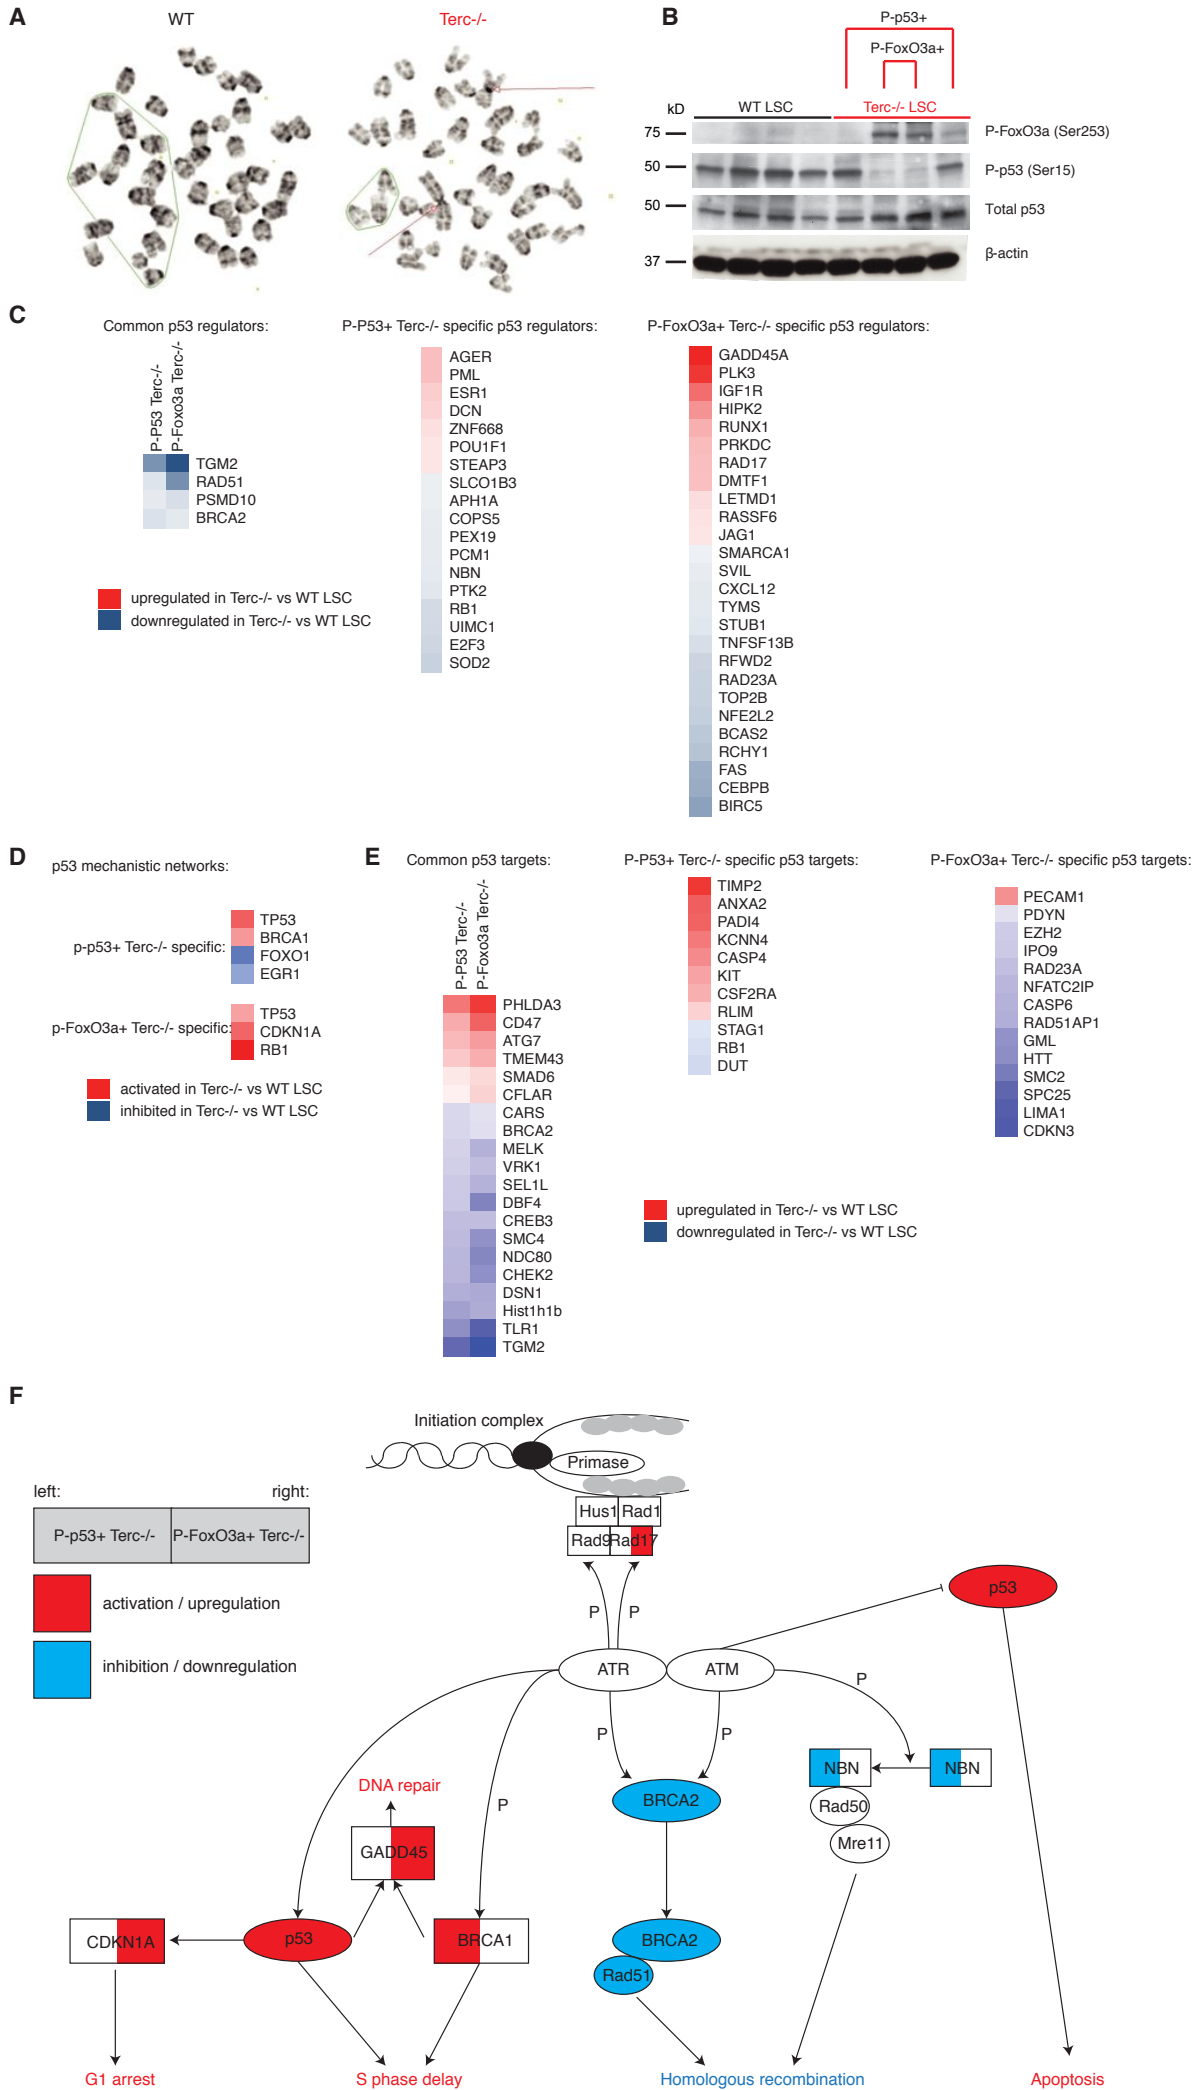 A
WT
Terc-/-
B
P-p53+
P-FoxO3a+
kD
WT LSC
Terc-/- LSC
75
P-FoxO3a (Ser253)
50
P-p53 (Ser15)
50
Total p53
37
β-actin
C
Common p53 regulators:
P-P53 Terc-/-
P-Foxo3a Terc-/-
TGM2
RAD51
PSMD10
BRCA2
upregulated in Terc-/- vs WT LSC
downregulated in Terc-/- vs WT LSC
P-P53+ Terc-/- specific p53 regulators:
AGER
PML
ESR1
DCN
ZNF668
POU1F1
STEAP3
SLCO1B3
APH1A
COPS5
PEX19
PCM1
NBN
PTK2
RB1
UIMC1
E2F3
SOD2
P-FoxO3a+ Terc-/- specific p53 regulators:
GADD45A
PLK3
IGF1R
HIPK2
RUNX1
PRKDC
RAD17
DMTF1
LETMD1
RASSF6
JAG1
SMARCA1
SVIL
CXCL12
TYMS
STUB1
TNFSF13B
RFWD2
RAD23A
TOP2B
NFE2L2
BCAS2
RCHY1
FAS
CEBPB
BIRC5
D
p53 mechistic networks:
p-p53+ Terc-/- specific:
TP53
BRCA1
FOXO1
EGR1
p-FoxO3a+ Terc-/- specific:
TP53
CDKN1A
RB1
activated in Terc-/- vs WT LSC
inhibited in Terc-/- vs WT LSC
E
Common p53 targets:
P-P53 Terc-/-
P-Foxo3a Terc-/-
PHLDA3
CD47
ATG7
TMEM43
SMAD6
CFLAR
CARS
BRCA2
MELK
VRK1
SEL1L
DBF4
CREB3
SMC4
NDC80
CHEK2
DSN1
Hist1h1b
TLR1
TGM2
P-P53+ Terc-/- specific p53 targets:
TIMP2
ANXA2
PADI4
KCNN4
CASP4
KIT
CSF2RA
RLIM
STAG1
RB1
DUT
P-FoxO3a+ Terc-/- specific p53 targets:
PECAM1
PDYN
EZH2
IPO9
RAD23A
NFATC2IP
CASP6
RAD51AP1
GML
HTT
SMC2
SPC25
LIMA1
CDKN3
upregulated in Terc-/- vs WT LSC
downregulated in Terc-/- vs WT LSC
F
Initiation complex
Primase
left:
right:
P-p53+ Terc-/-
P-FoxO3a+ Terc-/-
activation / upregulation
inhibition / downregulation
Hus1
Rad1
Rad9
Rad17
p53
P
P
ATR
ATM
P
P
P
NBN
NBN
DNA repair
BRCA2
P
Rad50
Mre11
GADD45
CDKN1A
p53
BRCA1
BRCA2
Rad51
G1 arrest
S phase delay
Homologous recombination
Apoptosis